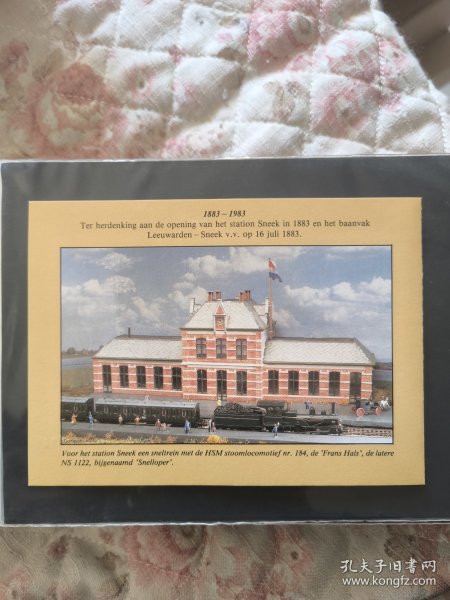 1883 – 1983
Ter herdenking aan de opening van het station Sneek in 1883 en het baanvak
Leeuwarden – Sneek v.v. op 16 juli 1883.
Voor het station Sneek een sneltrein met de HSM stoomlocomotief nr. 184, de 'Frans Hals', de latere
NS 1122, bijgenaamd 'Snelloper'.
孔夫子旧书网
www.kongfz.com